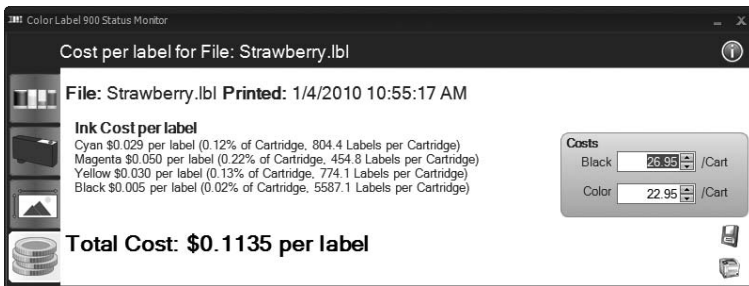 Color Label 900 Status Monitor
Cost per label for File: Strawberry.lbl
File: Strawberry.lbl Printed: 1/4/2010 10:55:17 AM
Ink Cost per label
Cyan $0.029 per label (0.12% of Cartridge, 804.4 Labels per Cartridge)
Magenta $0.050 per label (0.22% of Cartridge, 454.8 Labels per Cartridge)
Yellow $0.030 per label (0.13% of Cartridge, 774.1 Labels per Cartridge)
Black $0.005 per label (0.02% of Cartridge, 5587.1 Labels per Cartridge)
Costs
Black 26.95 /Cart
Color 22.95 /Cart
Total Cost: $0.1135 per label